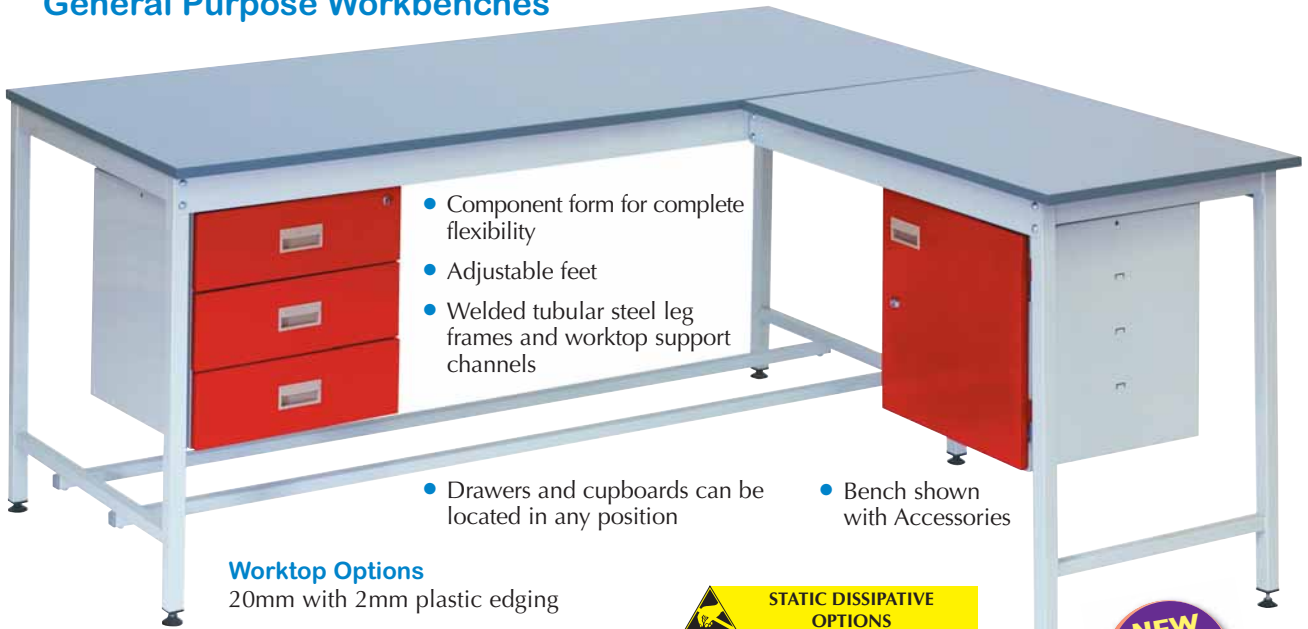 General Purpose Workbenches
• Component form for complete
flexibility
• Adjustable feet
• Welded tubular steel leg
frames and worktop support
channels
• Drawers and cupboards can be
located in any position
• Bench shown
with Accessories
Worktop Options
20mm with 2mm plastic edging
STATIC DISSIPATIVE
OPTIONS
NEW